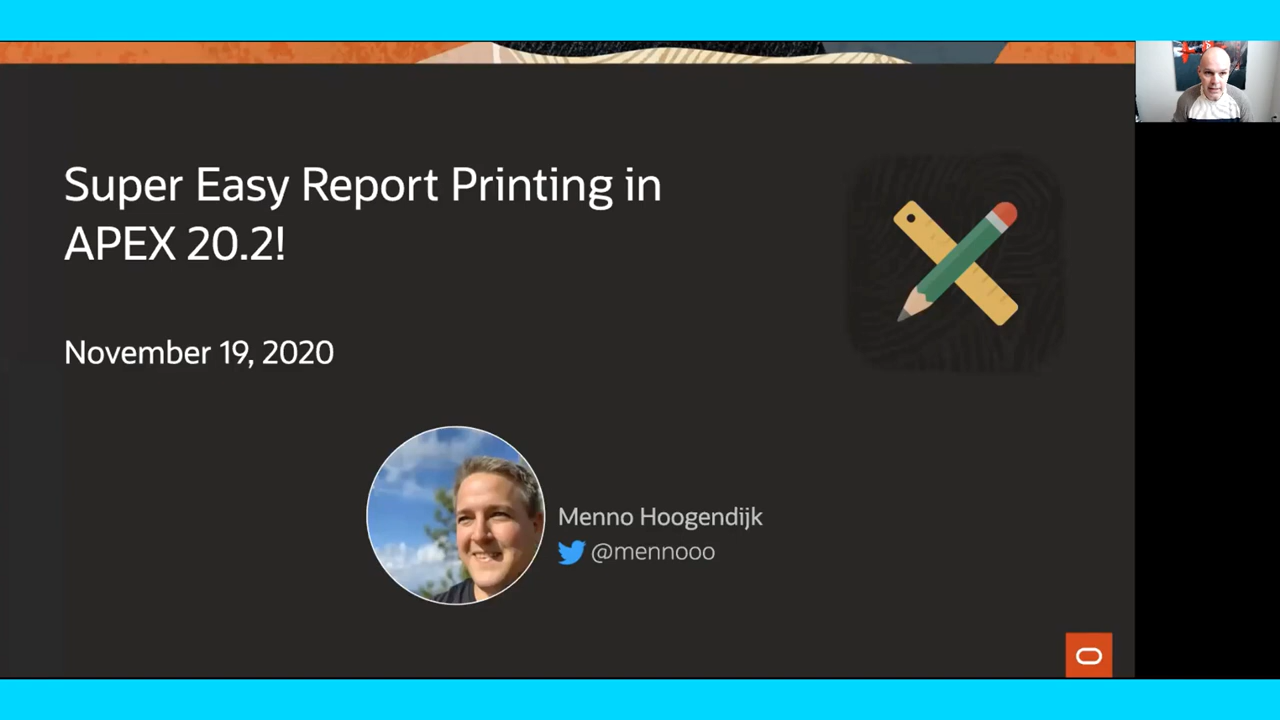 Super Easy Report Printing in
APEX 20.2!
November 19, 2020
Menno Hoogendijk
@mennooo